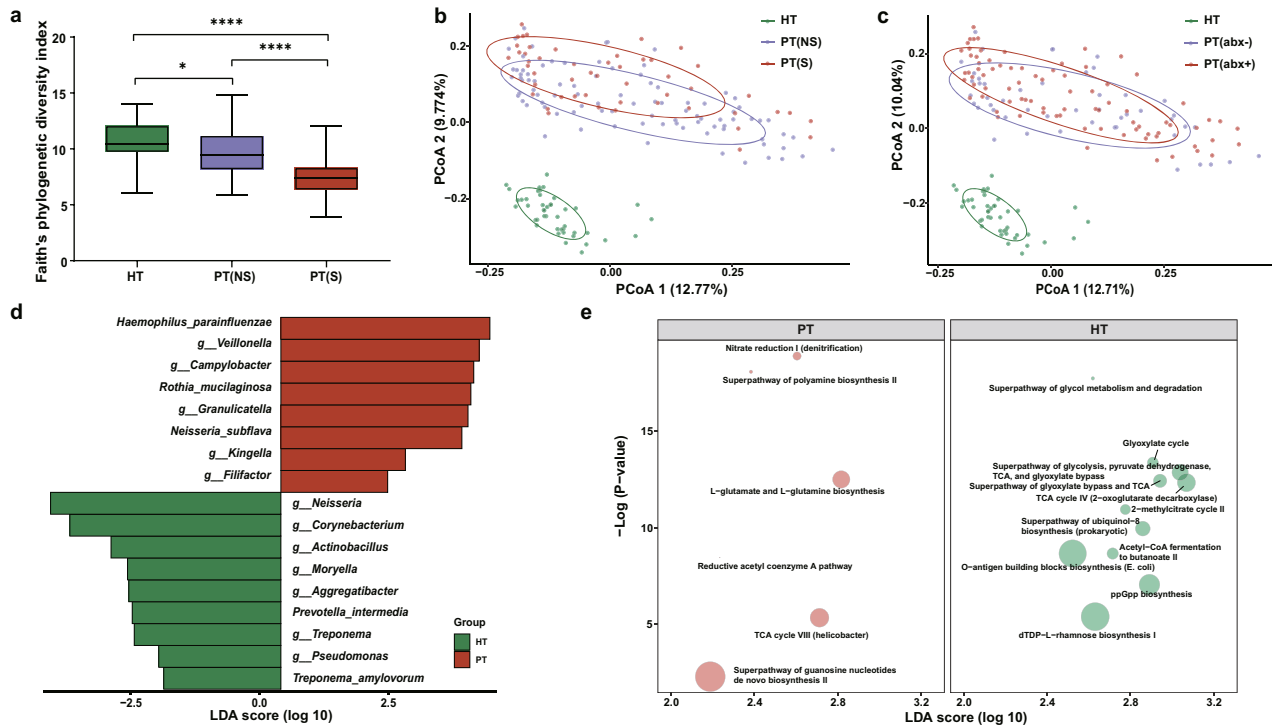 a
Faith's phylogenetic diversity index
20
15
10
5
0
****
****
*
HT
PT(NS)
PT(S)
b
PCoA 2 (9.774%)
0.2
0.0
−0.2
−0.25
0.00
0.25
PCoA 1 (12.77%)
HT
PT(NS)
PT(S)
c
PCoA 2 (10.04%)
0.2
0.0
−0.2
−0.25
0.00
0.25
PCoA 1 (12.71%)
HT
PT(abx-)
PT(abx+)
d
Haemophilus_parainfluenzae
g__Veillonella
g__Campylobacter
Rothia_mucilaginosa
g__Granulicatella
Neisseria_subflava
g__Kingella
g__Filifactor
g__Neisseria
g__Corynebacterium
g__Actinobacillus
g__Moryella
g__Aggregatibacter
Prevotella_intermedia
g__Treponema
g__Pseudomonas
Treponema_amylovorum
Group
HT
PT
−2.5
0.0
2.5
LDA score (log 10)
e
−Log (P−value)
15
10
5
PT
Nitrate reduction I (denitrification)
Superpathway of polyamine biosynthesis II
L−glutamate and L−glutamine biosynthesis
Reductive acetyl coenzyme A pathway
TCA cycle VIII (helicobacter)
Superpathway of guanosine nucleotides
de novo biosynthesis II
2.0
2.4
2.8
3.2
HT
Superpathway of glycol metabolism and degradation
Glyoxylate cycle
Superpathway of glycolysis, pyruvate dehydrogenase,
TCA, and glyoxylate bypass
Superpathway of glyoxylate bypass and TCA
TCA cycle IV (2−oxoglutarate decarboxylase)
2−methylcitrate cycle II
Superpathway of ubiquinol−8
biosynthesis (prokaryotic)
Acetyl−CoA fermentation
to butanoate II
O−antigen building blocks biosynthesis (E. coli)
ppGpp biosynthesis
dTDP−L−rhamnose biosynthesis I
2.0
2.4
2.8
3.2
LDA score (log 10)